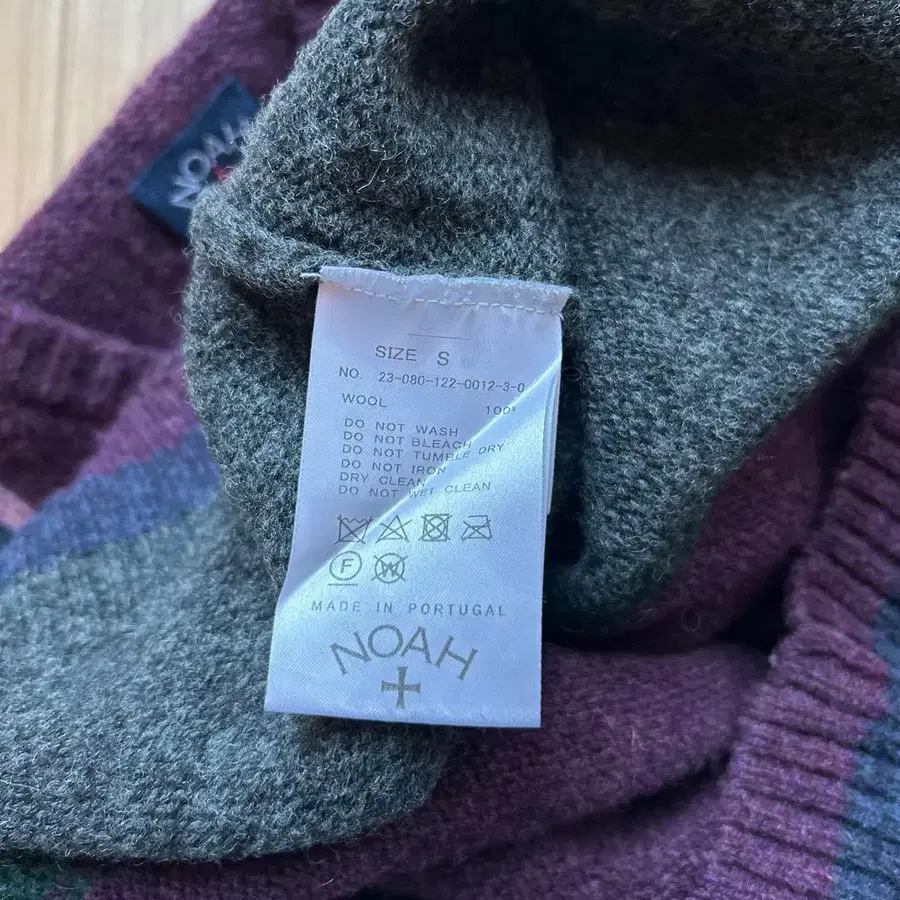 NOAH
SIZE S
NO. 23-080-122-0012-3-0
WOOL 100%
DO NOT WASH
DO NOT BLEACH
DO NOT TUMBLE DRY
DO NOT IRON
DRY CLEAN
DO NOT WET CLEAN
F W
MADE IN PORTUGAL
NOAH